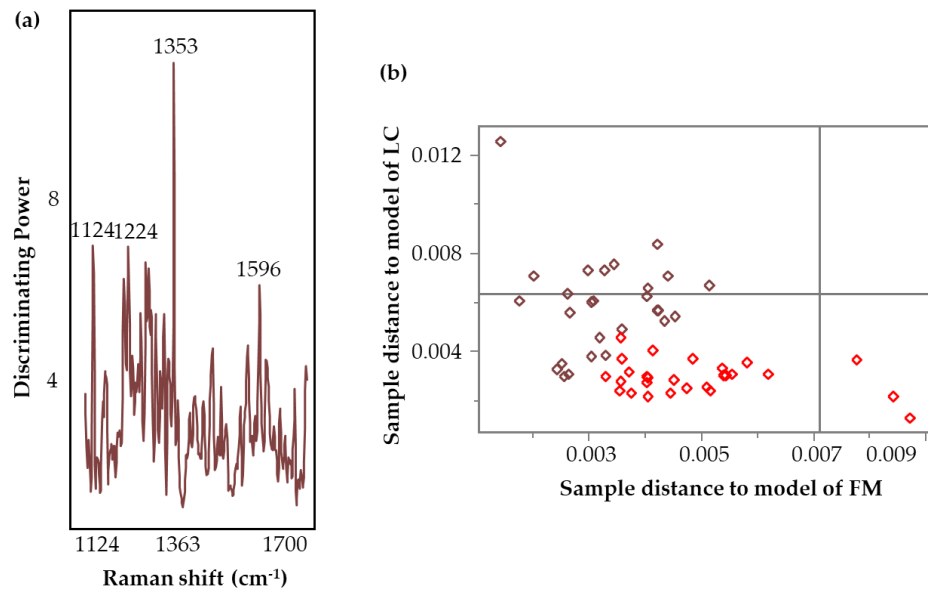 (a)
1353
8
1124
1224
1596
4
Discriminating Power
1124
1363
1700
Raman shift (cm-1)
(b)
0.012
0.008
0.004
Sample distance to model of LC
0.003
0.005
0.007
0.009
Sample distance to model of FM